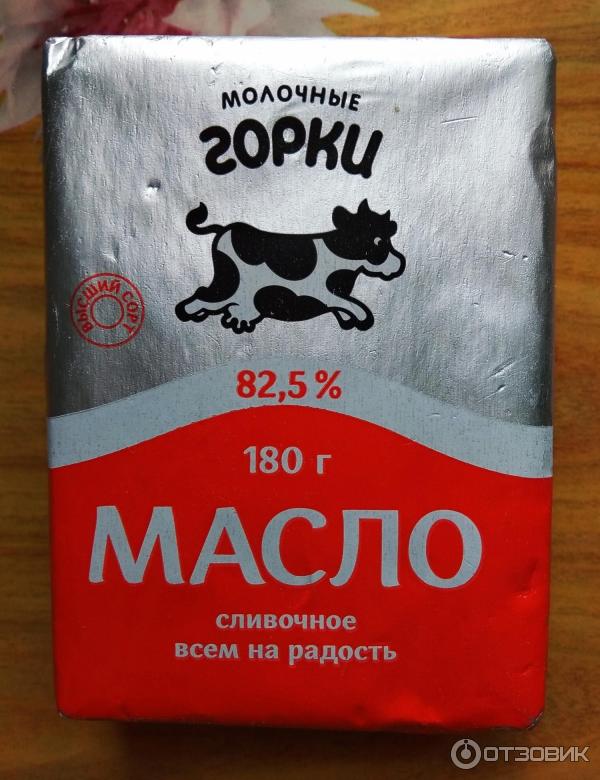 МОЛОЧНЫЕ
ГОРКИ
ВЫСШИЙ СОРТ
82,5%
180 г
МАСЛО
сливочное
всем на радость
ОТЗОВИК